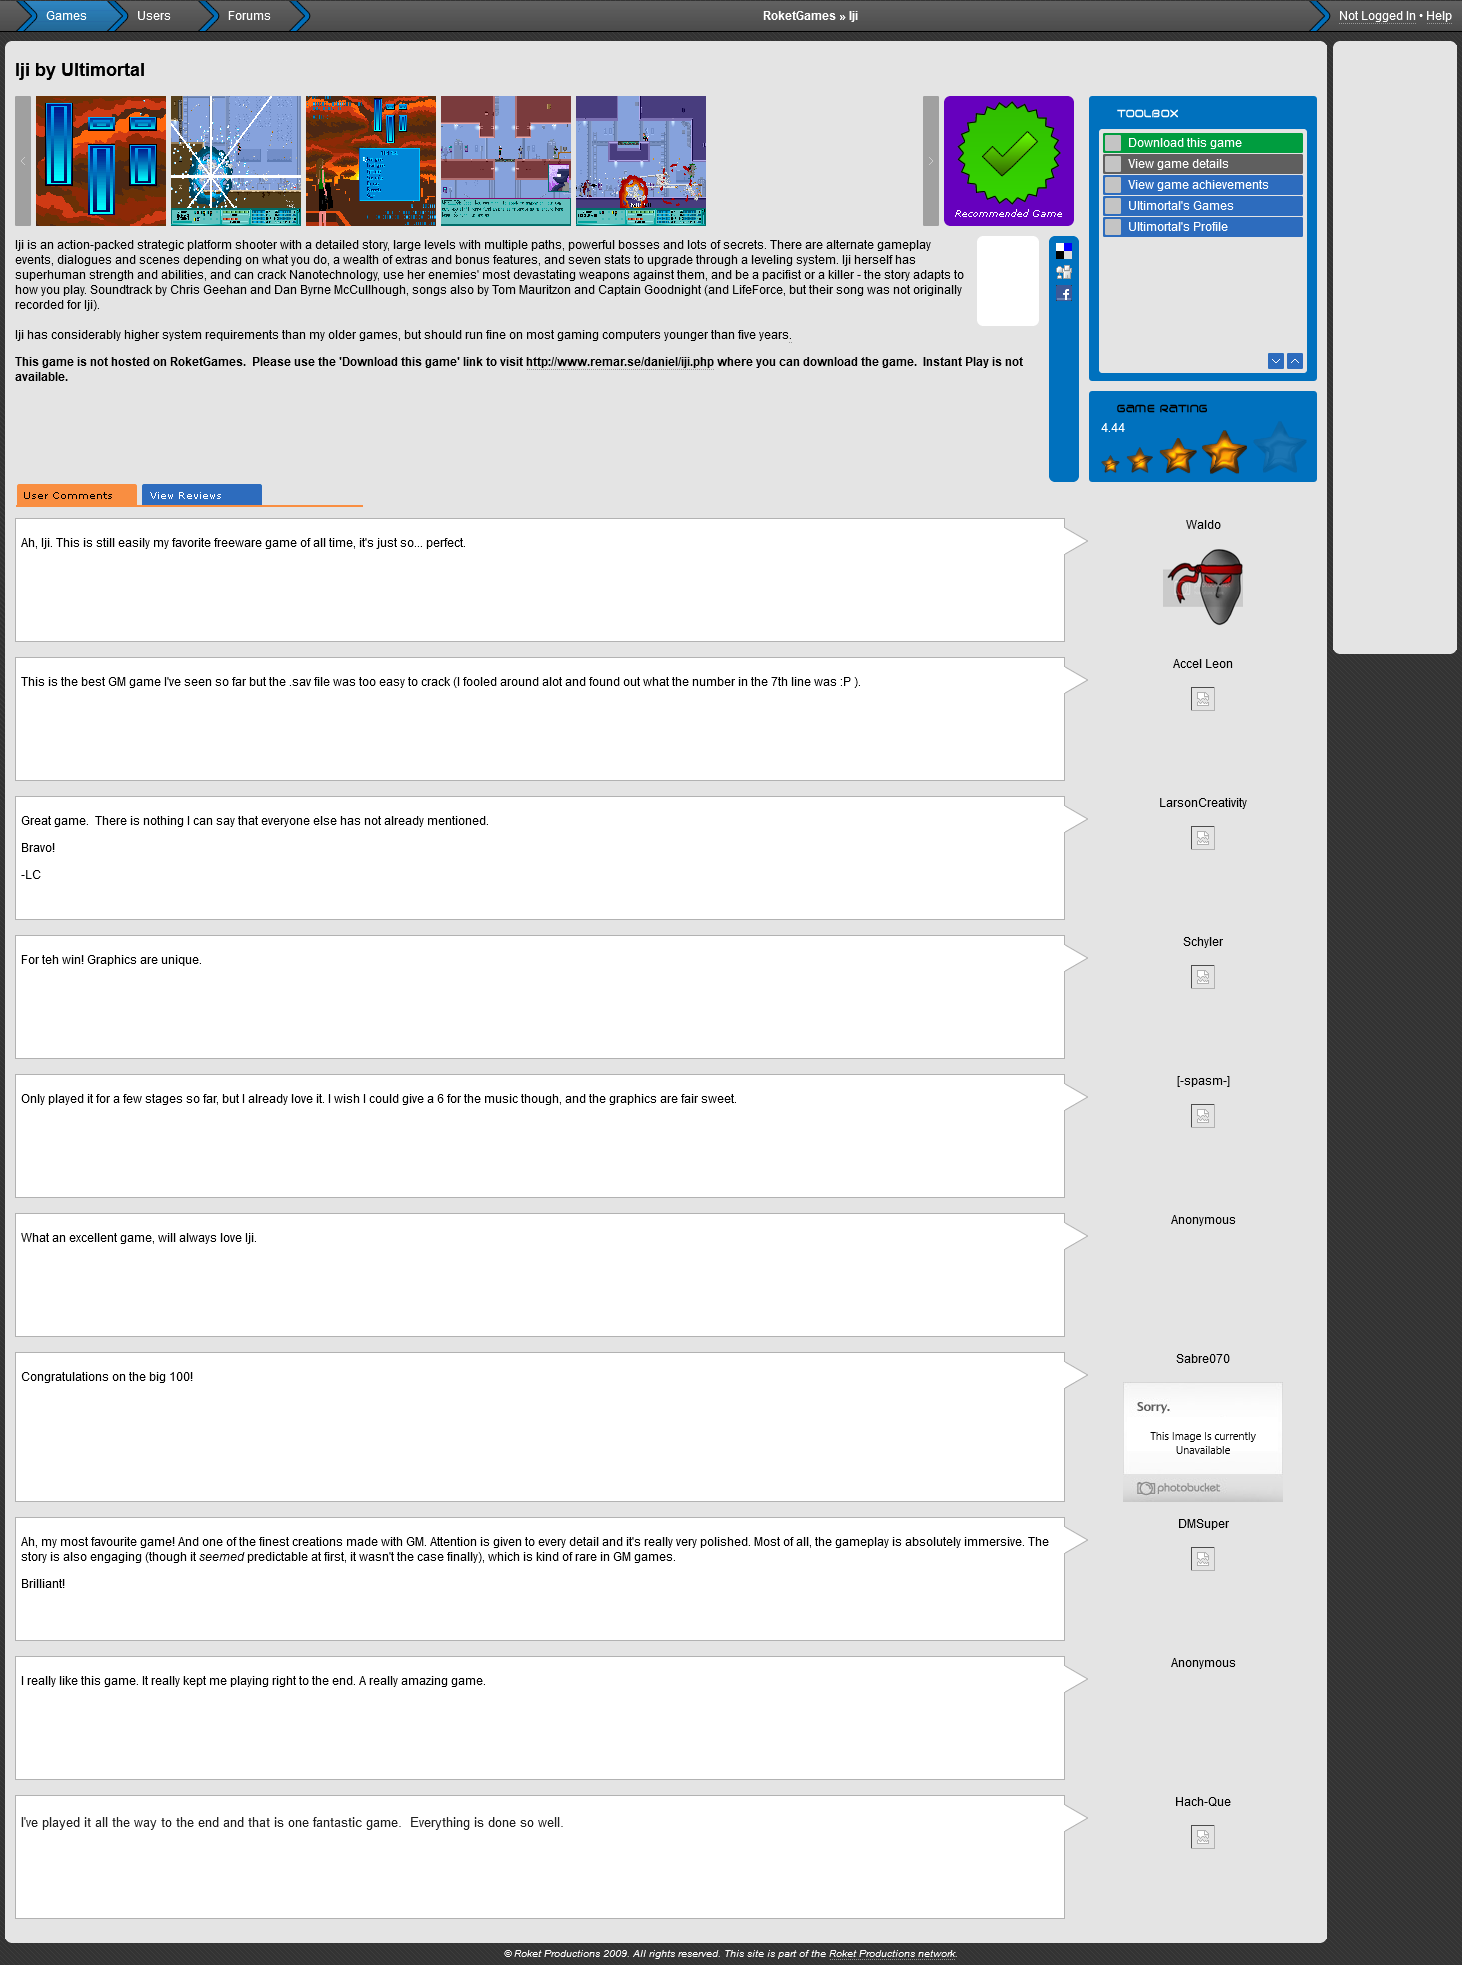 Games
Users
Forums
RoketGames » Iji
Not Logged In • Help
Iji by Ultimortal
Recommended Game
TOOLBOX
Download this game
View game details
View game achievements
Ultimortal's Games
Ultimortal's Profile
Iji is an action-packed strategic platform shooter with a detailed story, large levels with multiple paths, powerful bosses and lots of secrets. There are alternate gameplay
events, dialogues and scenes depending on what you do, a wealth of extras and bonus features, and seven stats to upgrade through a leveling system. Iji herself has
superhuman strength and abilities, and can crack Nanotechnology, use her enemies' most devastating weapons against them, and be a pacifist or a killer - the story adapts to
how you play. Soundtrack by Chris Geehan and Dan Byrne McCullhough, songs also by Tom Mauritzon and Captain Goodnight (and LifeForce, but their song was not originally
recorded for Iji).
Iji has considerably higher system requirements than my older games, but should run fine on most gaming computers younger than five years.
This game is not hosted on RoketGames. Please use the 'Download this game' link to visit http://www.remar.se/daniel/iji.php where you can download the game. Instant Play is not
available.
GAME RATING
4.44
User Comments
View Reviews
Ah, Iji. This is still easily my favorite freeware game of all time, it's just so... perfect.
Waldo
This is the best GM game I've seen so far but the .sav file was too easy to crack (I fooled around alot and found out what the number in the 7th line was :P ).
Accel Leon
Great game. There is nothing I can say that everyone else has not already mentioned.
Bravo!
-LC
LarsonCreativity
For teh win! Graphics are unique.
Schyler
Only played it for a few stages so far, but I already love it. I wish I could give a 6 for the music though, and the graphics are fair sweet.
[-spasm-]
What an excellent game, will always love Iji.
Anonymous
Congratulations on the big 100!
Sabre070
Sorry.
This Image Is currently
Unavailable
photobucket
Ah, my most favourite game! And one of the finest creations made with GM. Attention is given to every detail and it's really very polished. Most of all, the gameplay is absolutely immersive. The
story is also engaging (though it seemed predictable at first, it wasn't the case finally), which is kind of rare in GM games.
Brilliant!
DMSuper
I really like this game. It really kept me playing right to the end. A really amazing game.
Anonymous
I've played it all the way to the end and that is one fantastic game. Everything is done so well.
Hach-Que
© Roket Productions 2009. All rights reserved. This site is part of the Roket Productions network.